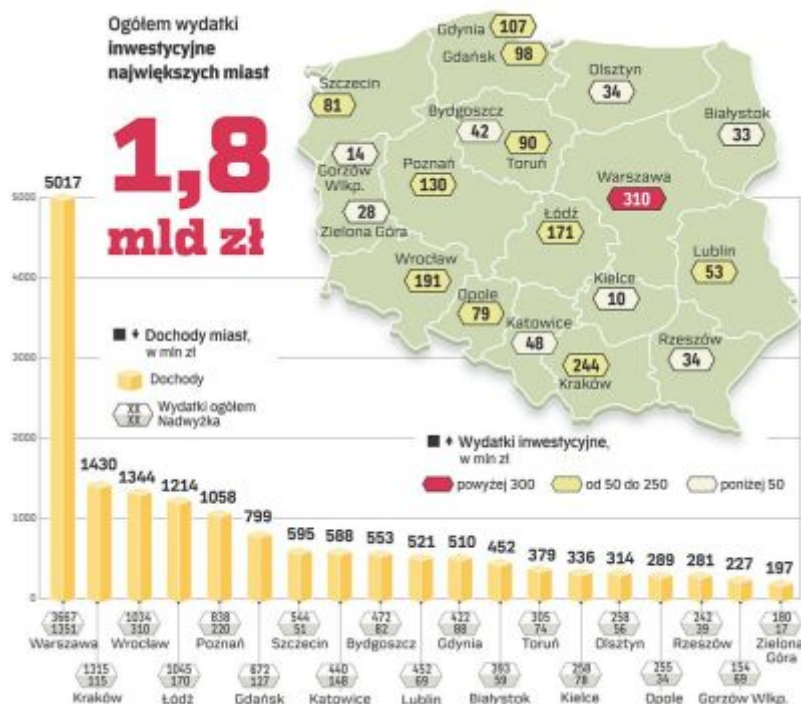 Ogółem wydatki
inwestycyjne
największych miast
1,8
mld zł
Gdynia 107
Gdańsk 98
Szczecin
81
Olsztyn
34
Bydgoszcz
42
90
Toruń
Białystok
33
14
Gorzów
Wlkp.
Poznań
130
Warszawa
310
28
Zielona Góra
Łódź
171
Wrocław
191
Lublin
53
Opole
79
Kielce
10
Katowice
48
244
Kraków
Rzeszów
34
Dochody miast,
w mln zł
Dochody
XX
XX
Wydatki ogółem
Nadwyżka
Wydatki inwestycyjne,
w mln zł
powyżej 300
od 50 do 250
poniżej 50
5000
4000
3000
2000
1000
0
5017
1430
1344
1214
1058
799
595
588
553
521
510
452
379
336
314
289
281
227
197
3667
1351
Warszawa
1315
115
Kraków
1034
310
Wrocław
1045
170
Łódź
838
220
Poznań
672
127
Gdańsk
544
51
Szczecin
440
148
Katowice
472
82
Bydgoszcz
452
69
Lublin
422
88
Gdynia
393
59
Białystok
305
74
Toruń
258
78
Kielce
258
56
Olsztyn
255
34
Opole
242
39
Rzeszów
154
69
Gorzów Wlkp.
180
17
Zielona
Góra